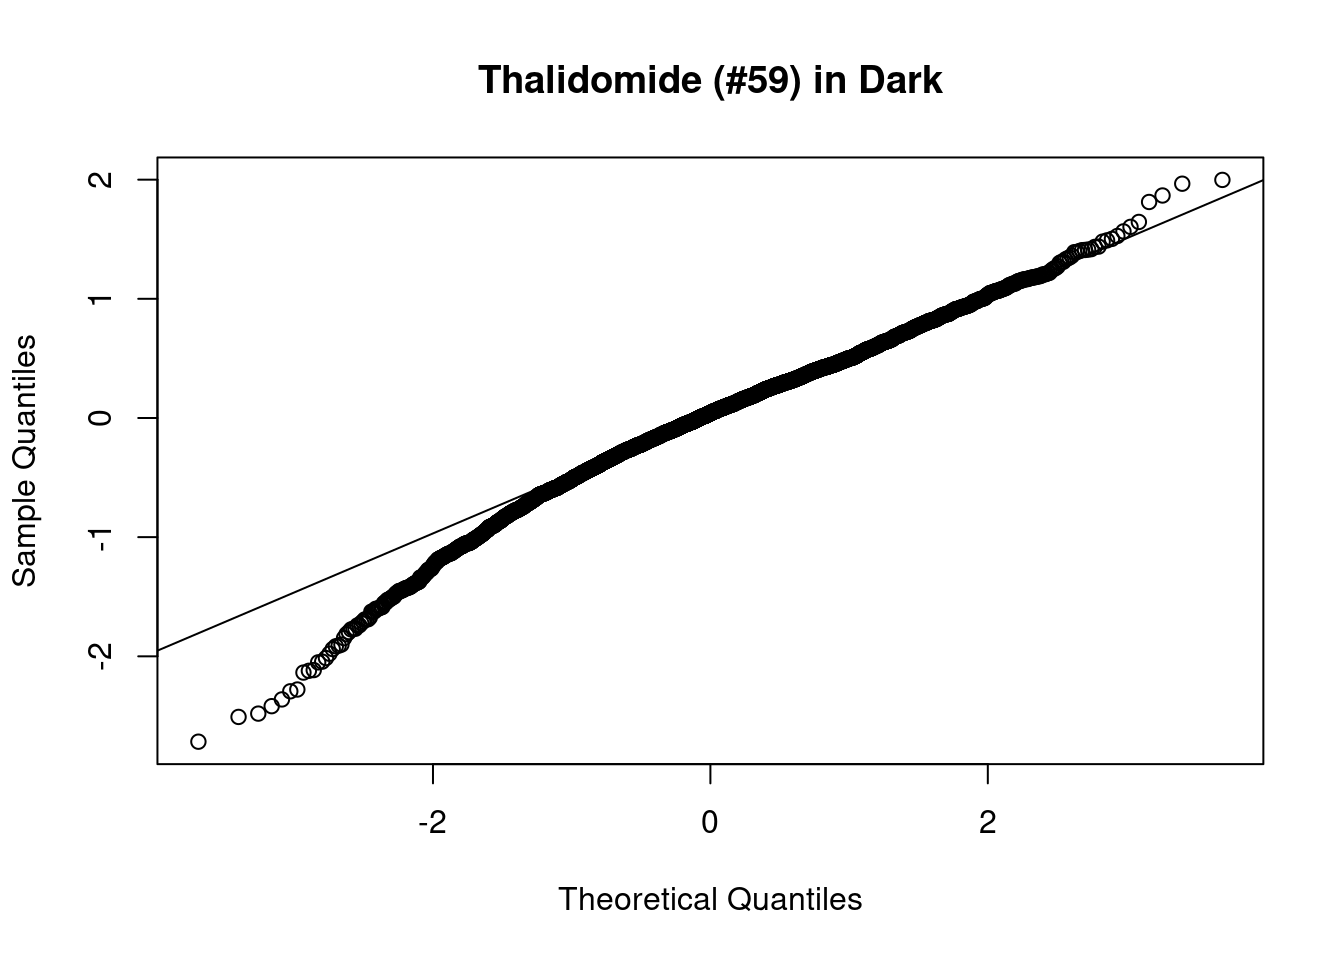 Thalidomide (#59) in Dark
2
1
0
-1
-2
Sample Quantiles
-2 0 2
Theoretical Quantiles